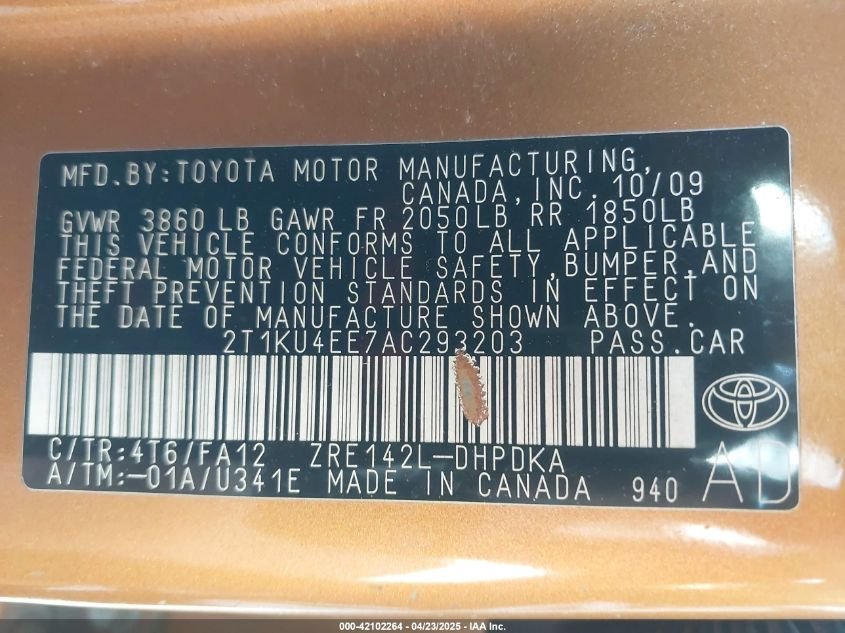 MFD.BY:TOYOTA MOTOR MANUFACTURING,
CANADA,INC. 10/09
GVWR 3860 LB GAWR FR 2050LB RR 1850LB
THIS VEHICLE CONFORMS TO ALL APPLICABLE
FEDERAL MOTOR VEHICLE SAFETY,BUMPER,AND
THEFT PREVENTION STANDARDS IN EFFECT ON
THE DATE OF MANUFACTURE SHOWN ABOVE.
2T1KU4EE7AC293203 PASS.CAR
C/TR:4T6/FA12 ZRE142L-DHPDKA
A/TM:-01A/U341E MADE IN CANADA 940 AD
000-42102264 - 04/23/2025 - IAA Inc.